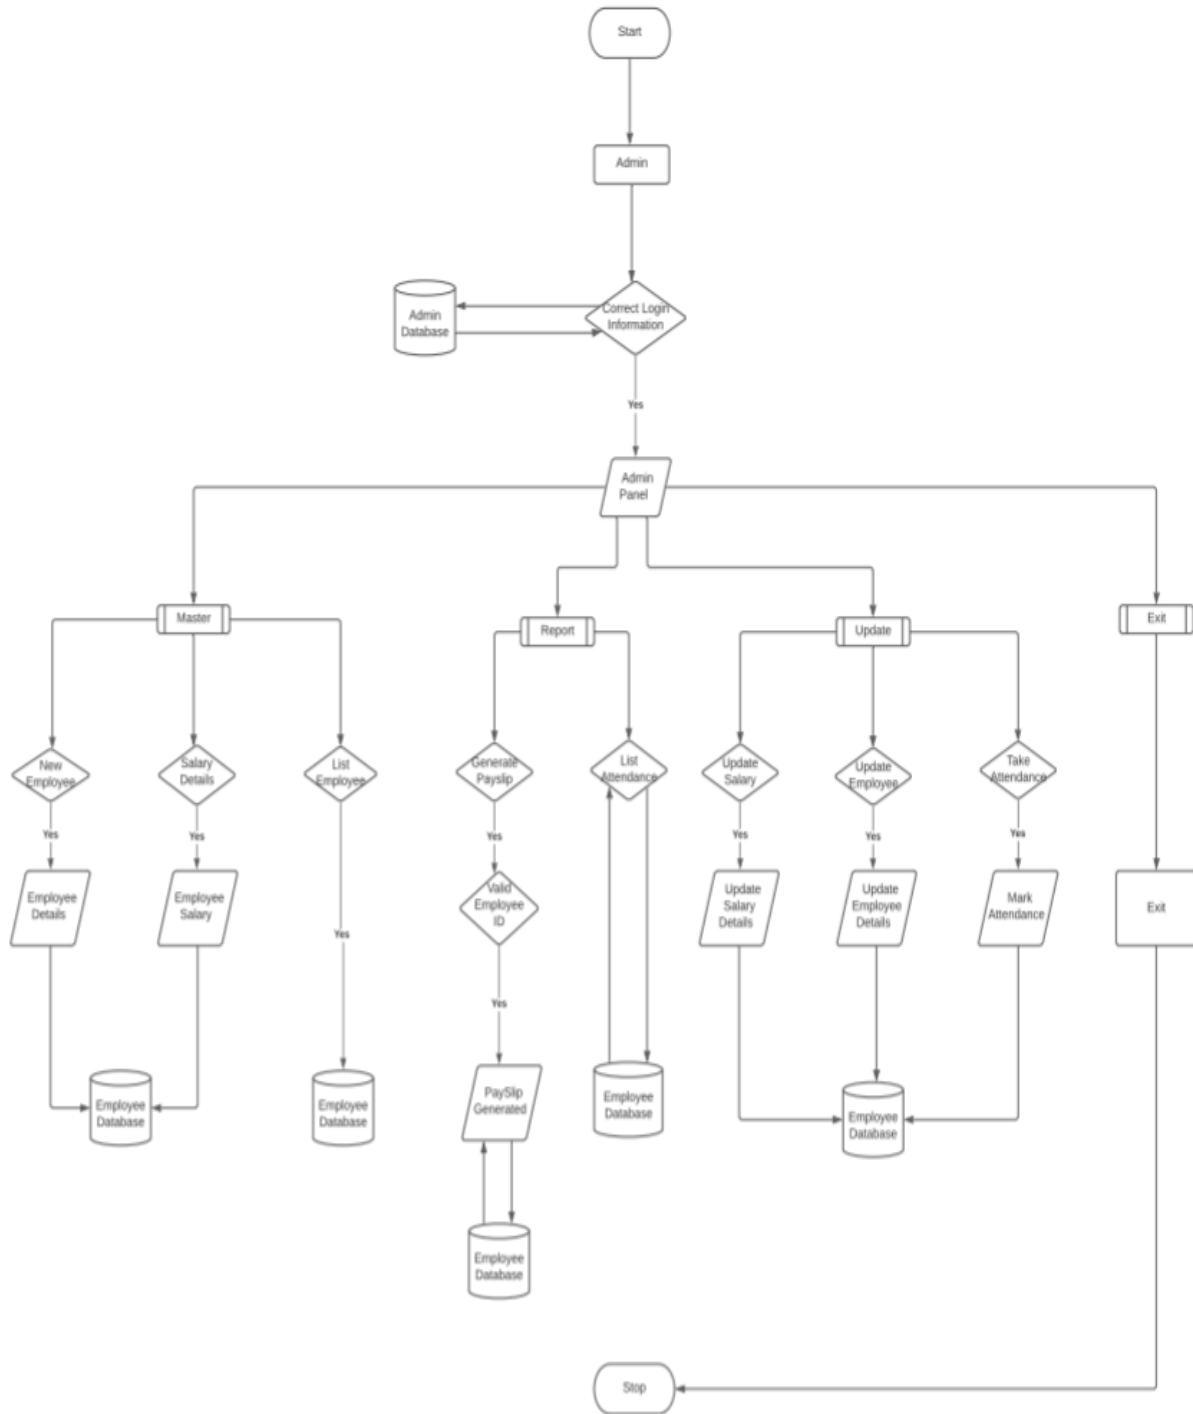 Start
Admin
Correct Login
Information
Admin
Database
Yes
Admin
Panel
Master
Report
Update
Exit
New
Employee
Salary
Details
List
Employee
Generate
Payslip
List
Attendance
Update
Salary
Update
Employee
Take
Attendance
Yes
Yes
Yes
Yes
Yes
Yes
Employee
Details
Employee
Salary
Valid
Employee
ID
Update
Salary
Details
Update
Employee
Details
Mark
Attendance
Exit
Yes
Yes
Employee
Database
Employee
Database
PaySlip
Generated
Employee
Database
Employee
Database
Employee
Database
Stop